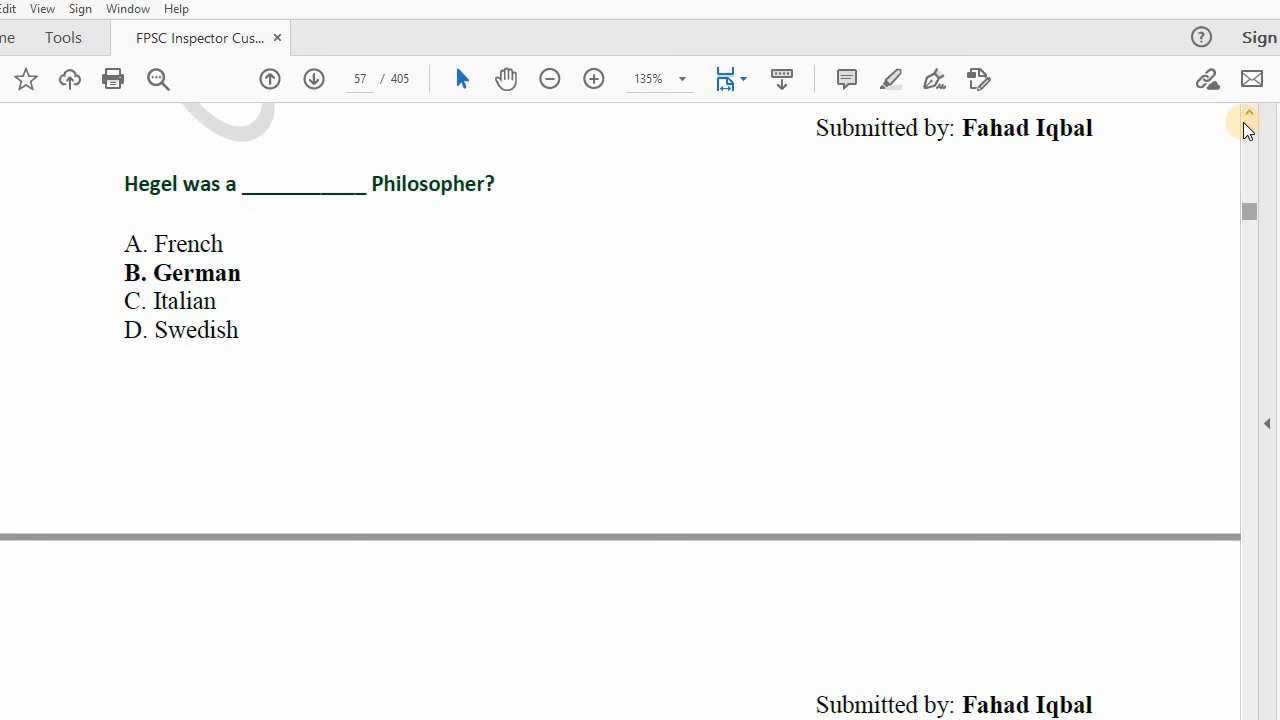 Edit View Sign Window Help
me Tools FPSC Inspector Cus... × Sign
57 / 405 135%
Submitted by: Fahad Iqbal
Hegel was a ___________ Philosopher?
A. French
B. German
C. Italian
D. Swedish
Submitted by: Fahad Iqbal